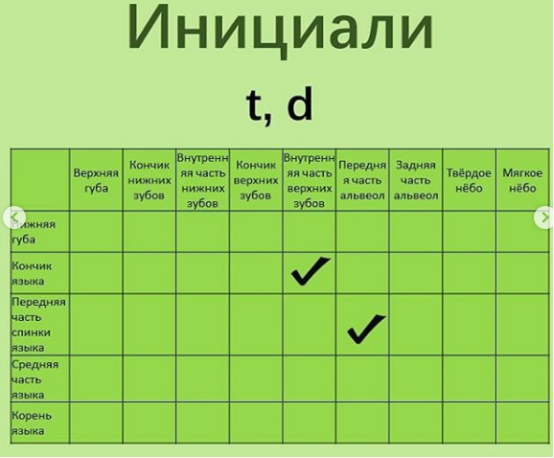 Инициали
t, d
Верхняя губа
Кончик нижних зубов
Внутренняя часть нижних зубов
Кончик верхних зубов
Внутренняя часть верхних зубов
Передняя часть альвеол
Задняя часть альвеол
Твёрдое нёбо
Мягкое нёбо
Нижняя губа
Кончик языка
Передняя часть спинки языка
Средняя часть языка
Корень языка